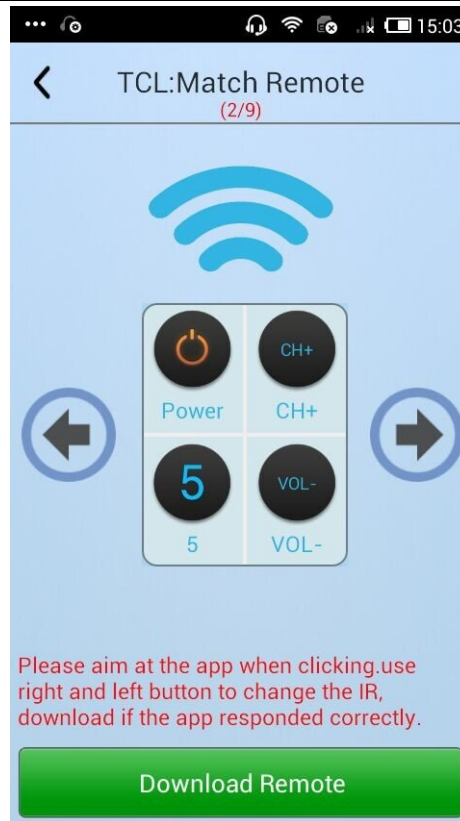 15:03
TCL:Match Remote
(2/9)
CH+
Power
CH+
5
VOL-
5
VOL-
Please aim at the app when clicking.use
right and left button to change the IR,
download if the app responded correctly.
Download Remote